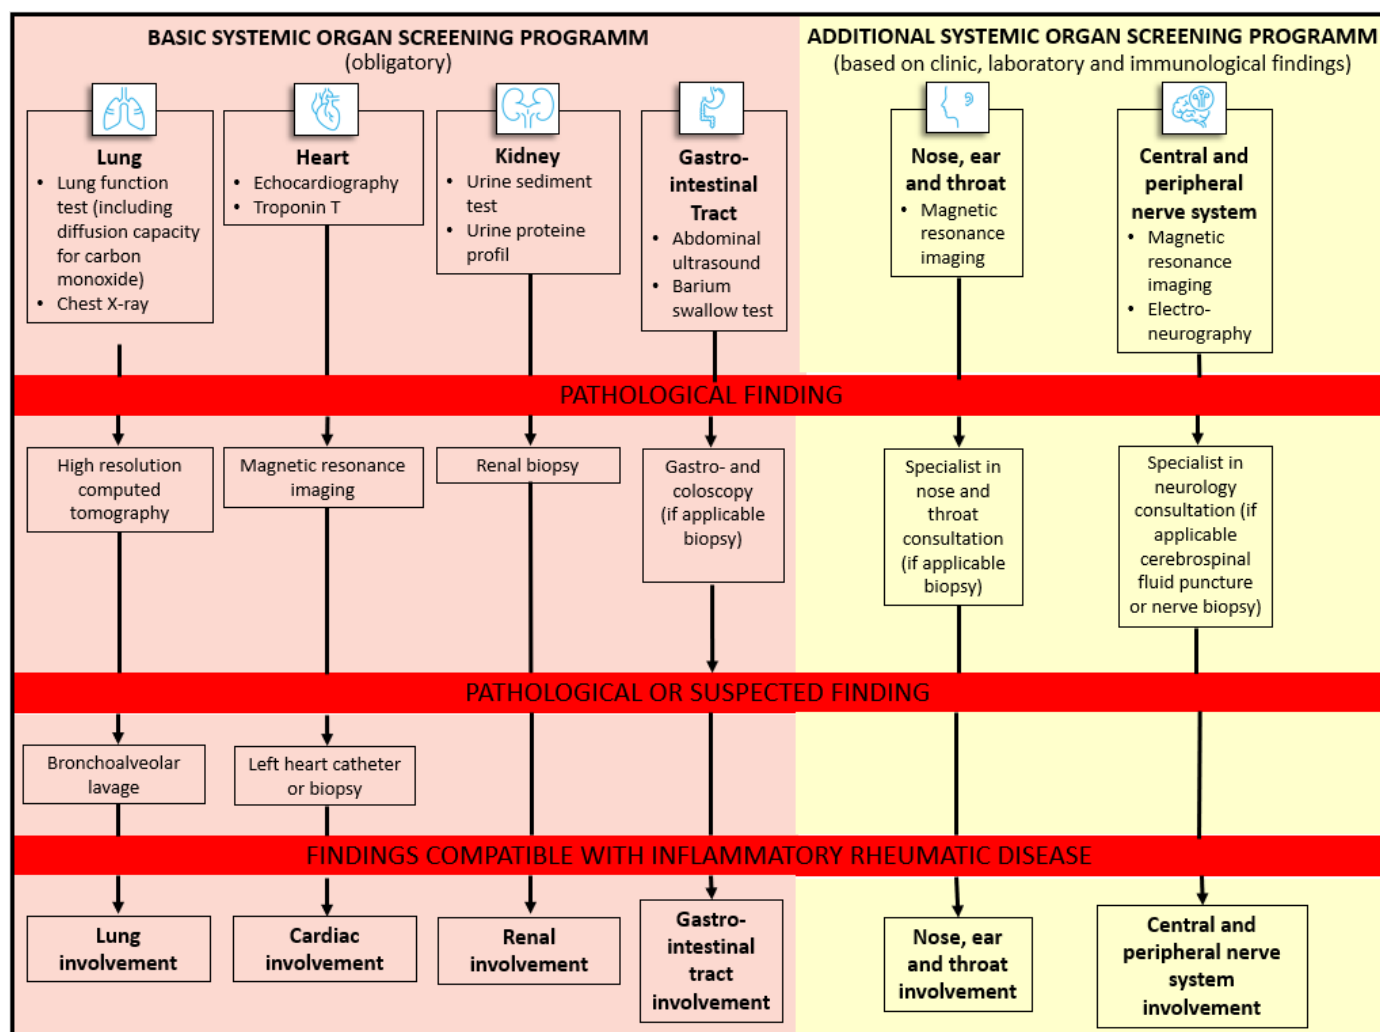 BASIC SYSTEMIC ORGAN SCREENING PROGRAMM
(obligatory)
ADDITIONAL SYSTEMIC ORGAN SCREENING PROGRAMM
(based on clinic, laboratory and immunological findings)
Lung
• Lung function
test (including
diffusion capacity
for carbon
monoxide)
• Chest X-ray
Heart
• Echocardiography
• Troponin T
Kidney
• Urine sediment
test
• Urine proteine
profil
Gastro-
intestinal
Tract
• Abdominal
ultrasound
• Barium
swallow test
Nose, ear
and throat
• Magnetic
resonance
imaging
Central and
peripheral
nerve system
• Magnetic
resonance
imaging
• Electro-
neurography
PATHOLOGICAL FINDING
High resolution
computed
tomography
Magnetic resonance
imaging
Renal biopsy
Gastro- and
coloscopy
(if applicable
biopsy)
Specialist in
nose and
throat
consultation
(if applicable
biopsy)
Specialist in
neurology
consultation (if
applicable
cerebrospinal
fluid puncture
or nerve biopsy)
PATHOLOGICAL OR SUSPECTED FINDING
Bronchoalveolar
lavage
Left heart catheter
or biopsy
FINDINGS COMPATIBLE WITH INFLAMMATORY RHEUMATIC DISEASE
Lung
involvement
Cardiac
involvement
Renal
involvement
Gastro-
intestinal
tract
involvement
Nose, ear
and throat
involvement
Central and
peripheral nerve
system
involvement